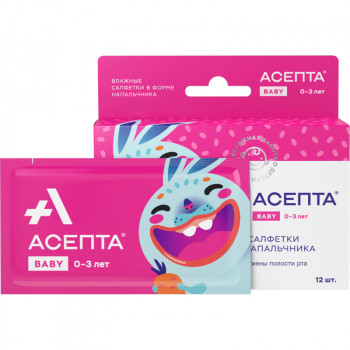 ВЛАЖНЫЕ
САЛФЕТКИ В ФОРМЕ
НАПАЛЬЧНИКА
АСЕПТА®
BABY 0-3 лет
АСЕПТА®
BABY 0-3 лет
САЛФЕТКИ
НАПАЛЬЧНИКА
полости рта
12 шт.
АСЕПТА®
BABY 0-3 лет